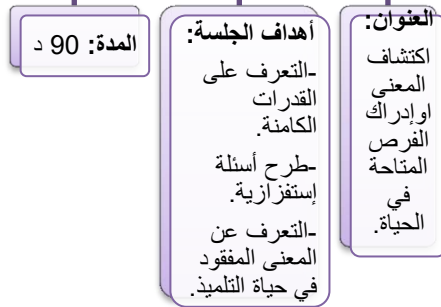 العنوان:
اكتشاف
المعنى
اوإدراك
الفرص
المتاحة
في
الحياة.
أهداف الجلسة:
-التعرف على
القدرات
الكامنة.
-طرح أسئلة
إستفزازية.
-التعرف عن
المعنى المفقود
في حياة التلميذ.
المدة: 90 د